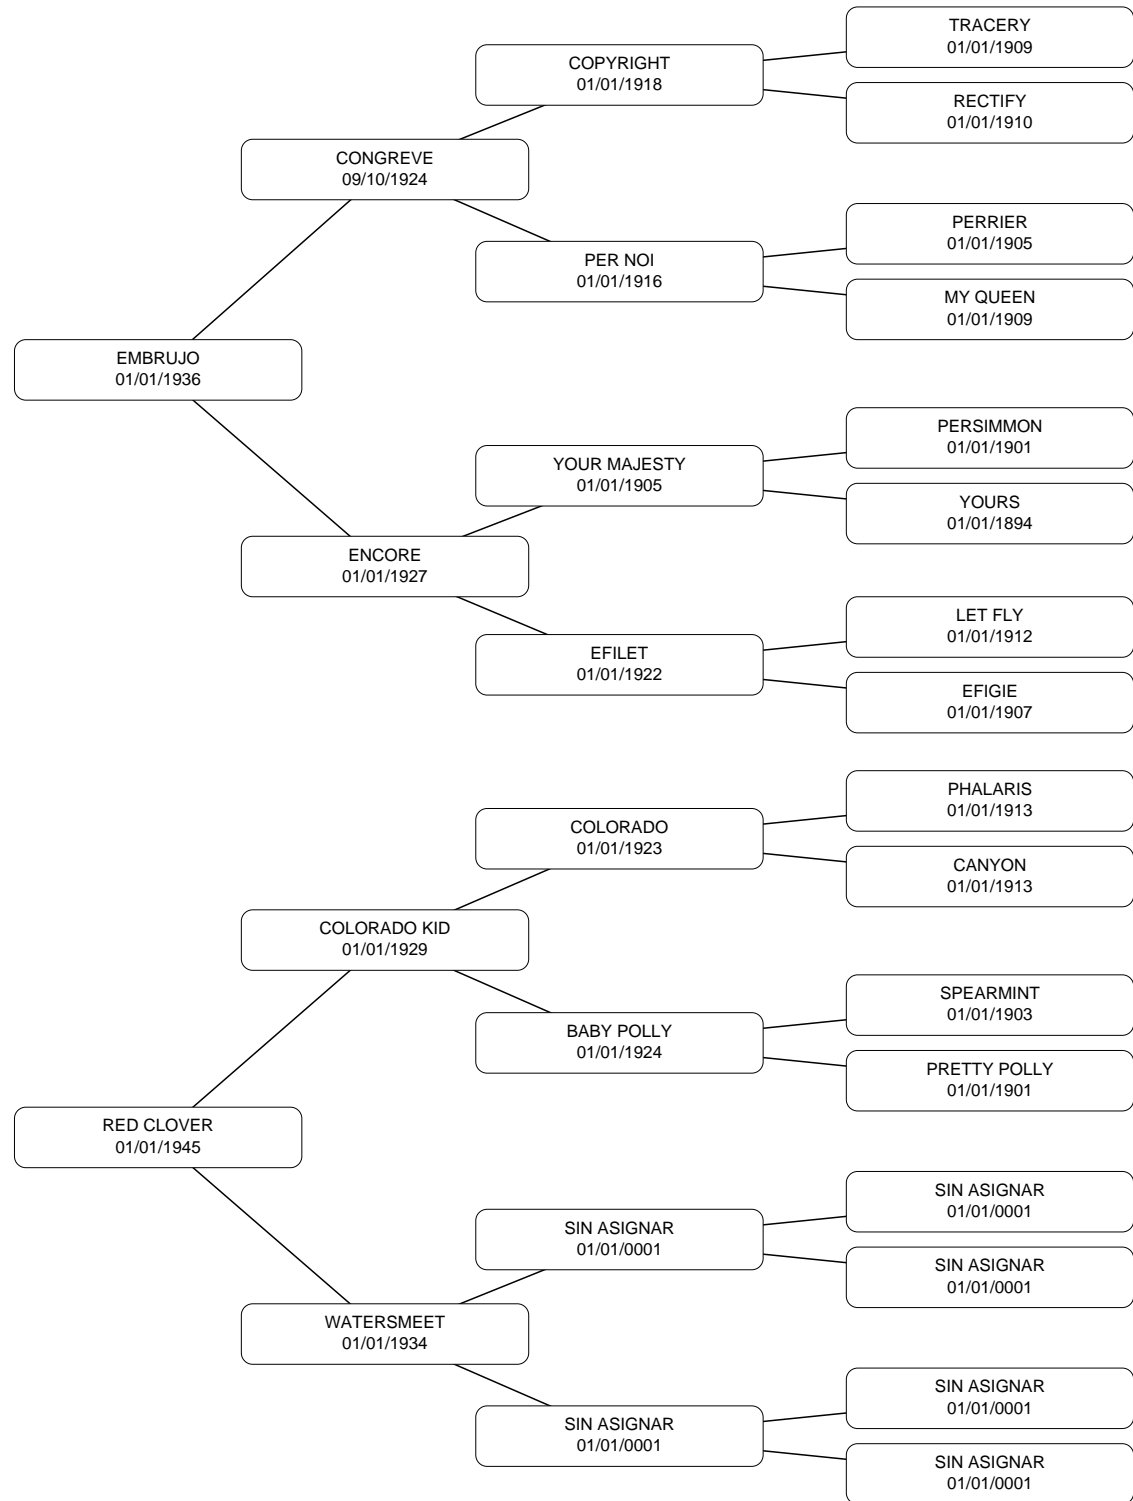 TRACERY
01/01/1909
COPYRIGHT
01/01/1918
RECTIFY
01/01/1910
CONGREVE
09/10/1924
PERRIER
01/01/1905
PER NOI
01/01/1916
MY QUEEN
01/01/1909
EMBRUJO
01/01/1936
PERSIMMON
01/01/1901
YOUR MAJESTY
01/01/1905
YOURS
01/01/1894
ENCORE
01/01/1927
LET FLY
01/01/1912
EFILET
01/01/1922
EFIGIE
01/01/1907
PHALARIS
01/01/1913
COLORADO
01/01/1923
CANYON
01/01/1913
COLORADO KID
01/01/1929
SPEARMINT
01/01/1903
BABY POLLY
01/01/1924
PRETTY POLLY
01/01/1901
RED CLOVER
01/01/1945
SIN ASIGNAR
01/01/0001
SIN ASIGNAR
01/01/0001
SIN ASIGNAR
01/01/0001
WATERSMEET
01/01/1934
SIN ASIGNAR
01/01/0001
SIN ASIGNAR
01/01/0001
SIN ASIGNAR
01/01/0001